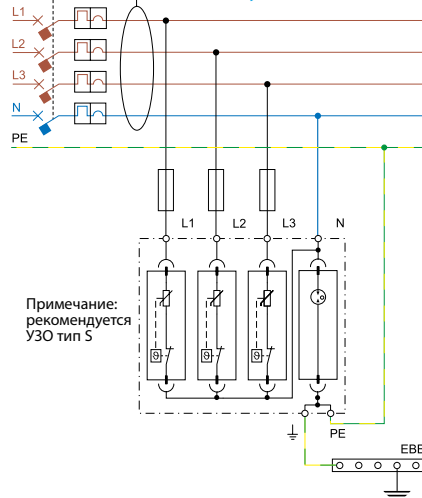 L1
L2
L3
N
PE
L1 L2 L3 N
Примечание:
рекомендуется
УЗО тип S
ϑ ϑ ϑ
PE
EBB